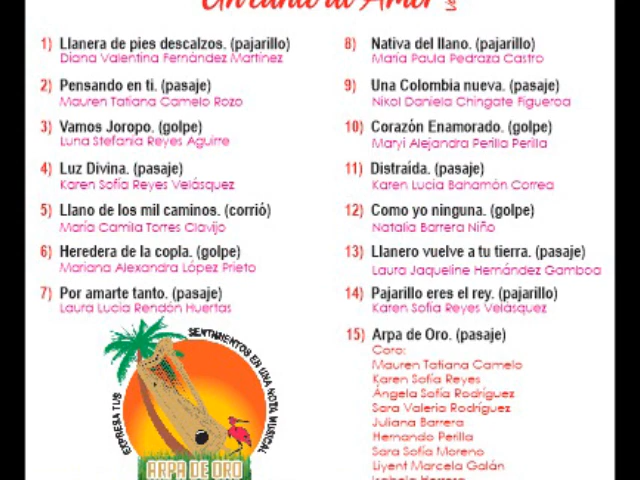 Un canto al Amor
1) Llanera de pies descalzos. (pajarillo)
Diana Valentina Fernández Martínez
2) Pensando en ti. (pasaje)
Mauren Tatiana Camelo Rozo
3) Vamos Joropo. (golpe)
Luna Stefania Reyes Aguirre
4) Luz Divina. (pasaje)
Karen Sofía Reyes Velásquez
5) Llano de los mil caminos. (corrió)
María Camila Torres Clavijo
6) Heredera de la copla. (golpe)
Mariana Alexandra López Prieto
7) Por amarte tanto. (pasaje)
Laura Lucía Rendón Huertas
EXPRESA TUS SENTIMIENTOS EN UNA NOTA MUSICAL
ARPA DE ORO
8) Nativa del llano. (pajarillo)
María Paula Pedraza Castro
9) Una Colombia nueva. (pasaje)
Nikol Daniela Chingate Figueroa
10) Corazón Enamorado. (golpe)
Maryi Alejandra Perilla Perilla
11) Distraída. (pasaje)
Karen Lucía Bahamón Correa
12) Como yo ninguna. (golpe)
Natalia Barrera Niño
13) Llanero vuelve a tu tierra. (pasaje)
Laura Jaqueline Hernández Gamboa
14) Pajarillo eres el rey. (pajarillo)
Karen Sofía Reyes Velásquez
15) Arpa de Oro. (pasaje)
Coro:
Mauren Tatiana Camelo
Karen Sofía Reyes
Ángela Sofía Rodríguez
Sara Valeria Rodríguez
Juliana Barrera
Hernando Perilla
Sara Sofía Moreno
Liyent Marcela Galán
Isabela Herrera